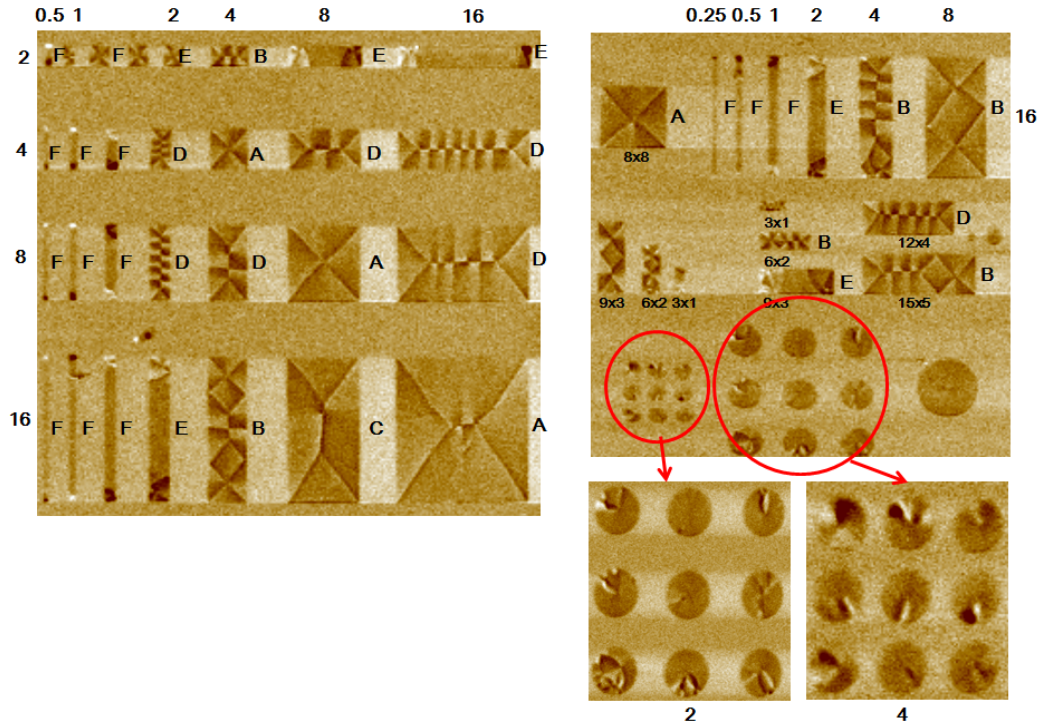 0.5 1 2 4 8 16
2 F F E B E E
4 F F F D A D D
8 F F F D D A D
16 F F F E B C A
0.25 0.5 1 2 4 8
A F F F E B B 16
8x8
3x1
D
12x4
B
6x2
E
B
9x3 6x2 3x1 9x3 15x5
2
4